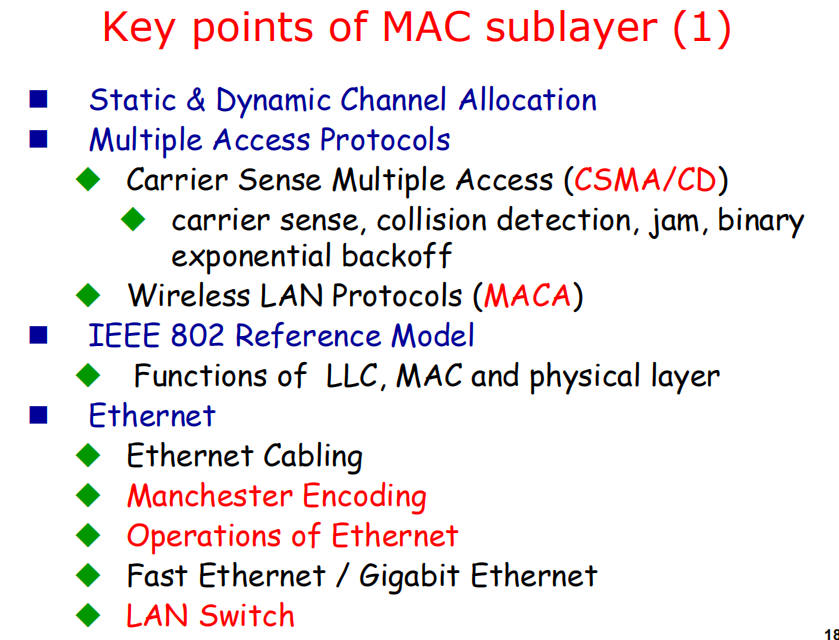 Key points of MAC sublayer (1)
Static & Dynamic Channel Allocation
Multiple Access Protocols
Carrier Sense Multiple Access (CSMA/CD)
carrier sense, collision detection, jam, binary
exponential backoff
Wireless LAN Protocols (MACA)
IEEE 802 Reference Model
Functions of LLC, MAC and physical layer
Ethernet
Ethernet Cabling
Manchester Encoding
Operations of Ethernet
Fast Ethernet / Gigabit Ethernet
LAN Switch